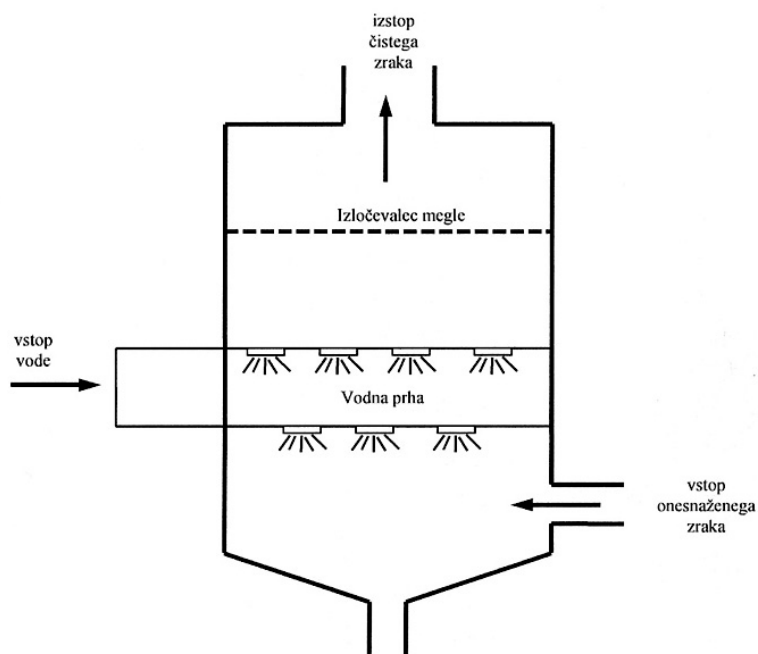 izstop
čistega
zraka
Izločevalec megle
vstop
vode
Vodna prha
vstop
onesnaženega
zraka